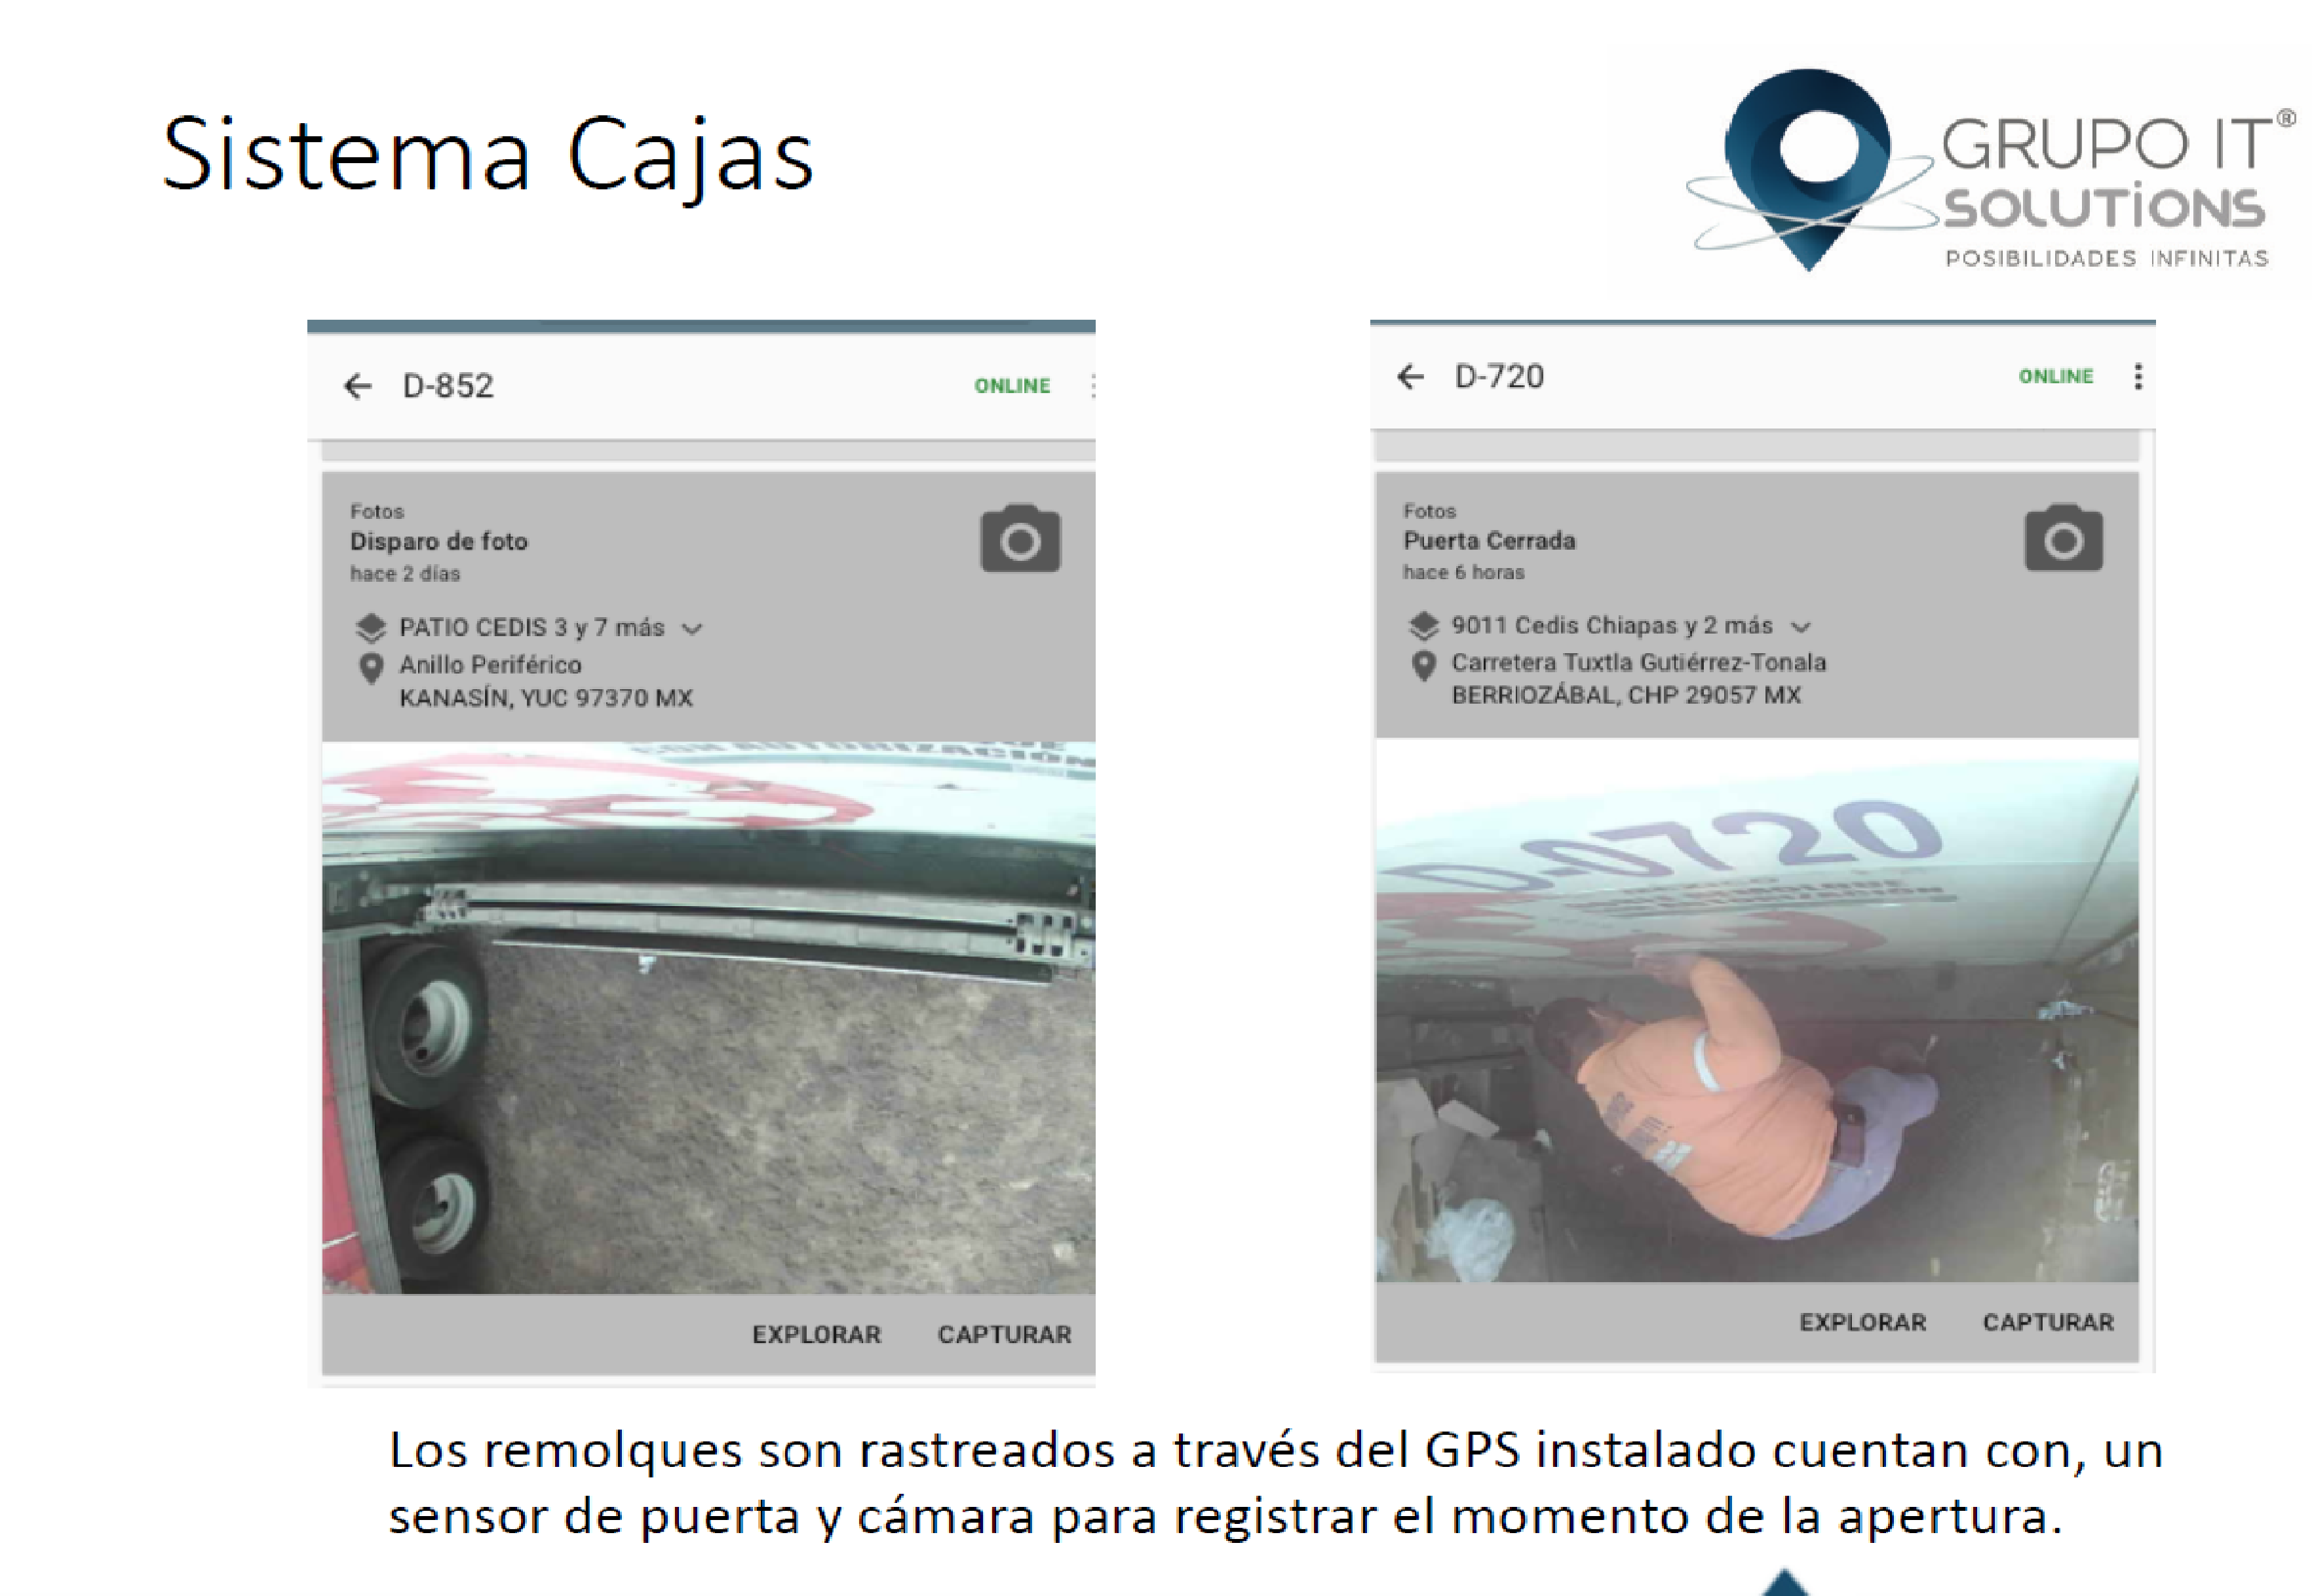 Sistema Cajas
GRUPO IT®
SOLUTIONS
POSIBILIDADES INFINITAS
D-852
ONLINE
Fotos
Disparo de foto
hace 2 días
PATIO CEDIS 3 y 7 más
Anillo Periférico
KANASÍN, YUC 97370 MX
CON AUTORIZACIÓN
EXPLORAR CAPTURAR
D-720
ONLINE
Fotos
Puerta Cerrada
hace 6 horas
9011 Cedis Chiapas y 2 más
Carretera Tuxtla Gutiérrez-Tonala
BERRIOZÁBAL, CHP 29057 MX
D-0720
EXPLORAR CAPTURAR
Los remolques son rastreados a través del GPS instalado cuentan con, un
sensor de puerta y cámara para registrar el momento de la apertura.